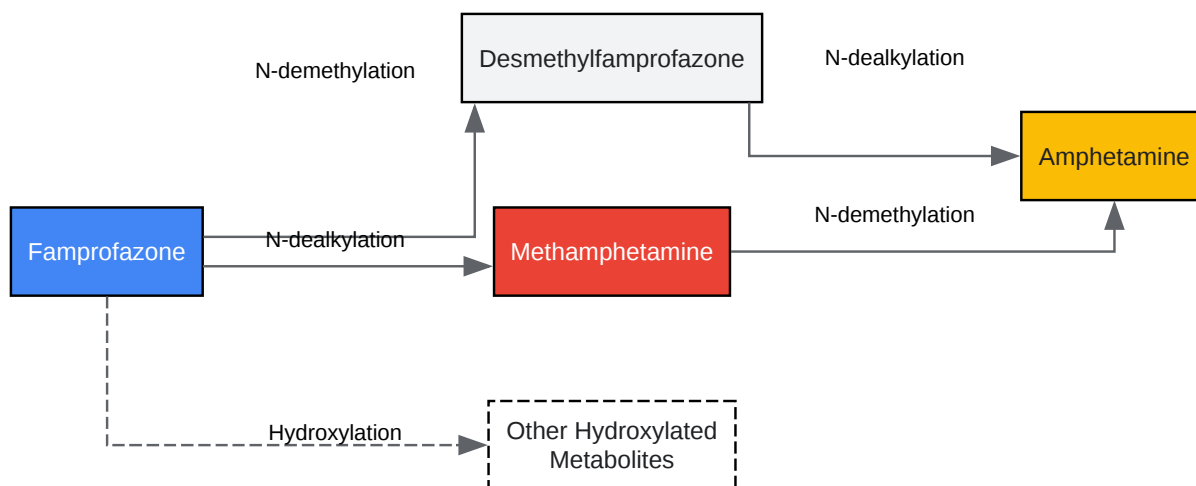 Desmethylfamprofazone
N-demethylation
N-dealkylation
Amphetamine
Famprofazone
N-dealkylation
Methamphetamine
N-demethylation
Hydroxylation
Other Hydroxylated
Metabolites